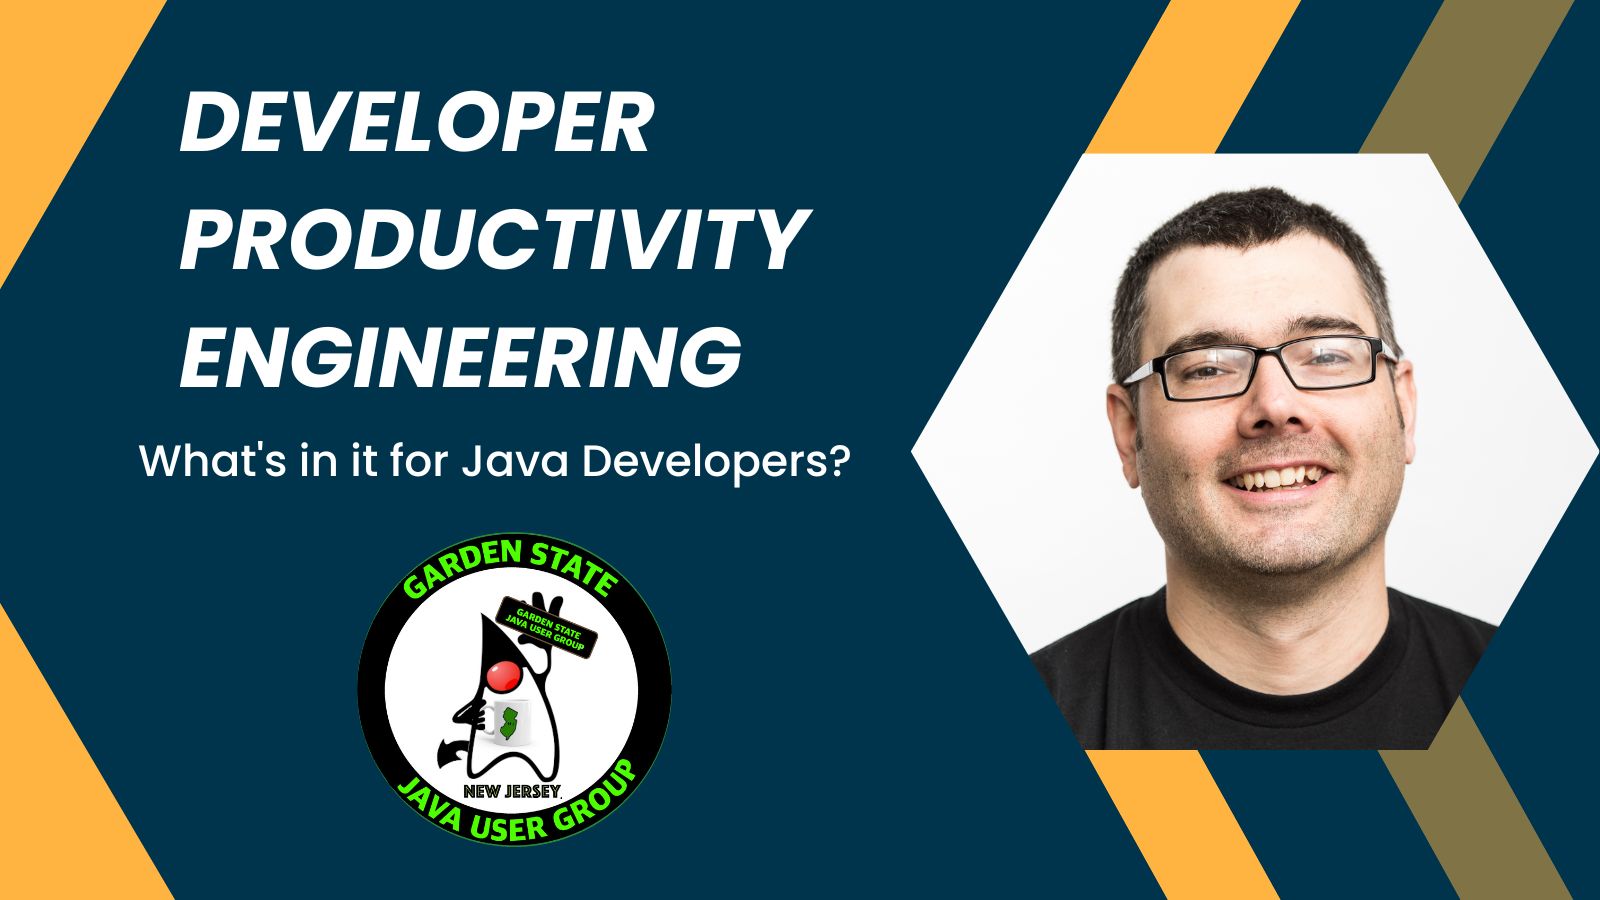 DEVELOPER
PRODUCTIVITY
ENGINEERING
What's in it for Java Developers?
GARDEN STATE
GARDEN STATE
JAVA USER GROUP
NEW JERSEY.
JAVA USER GROUP